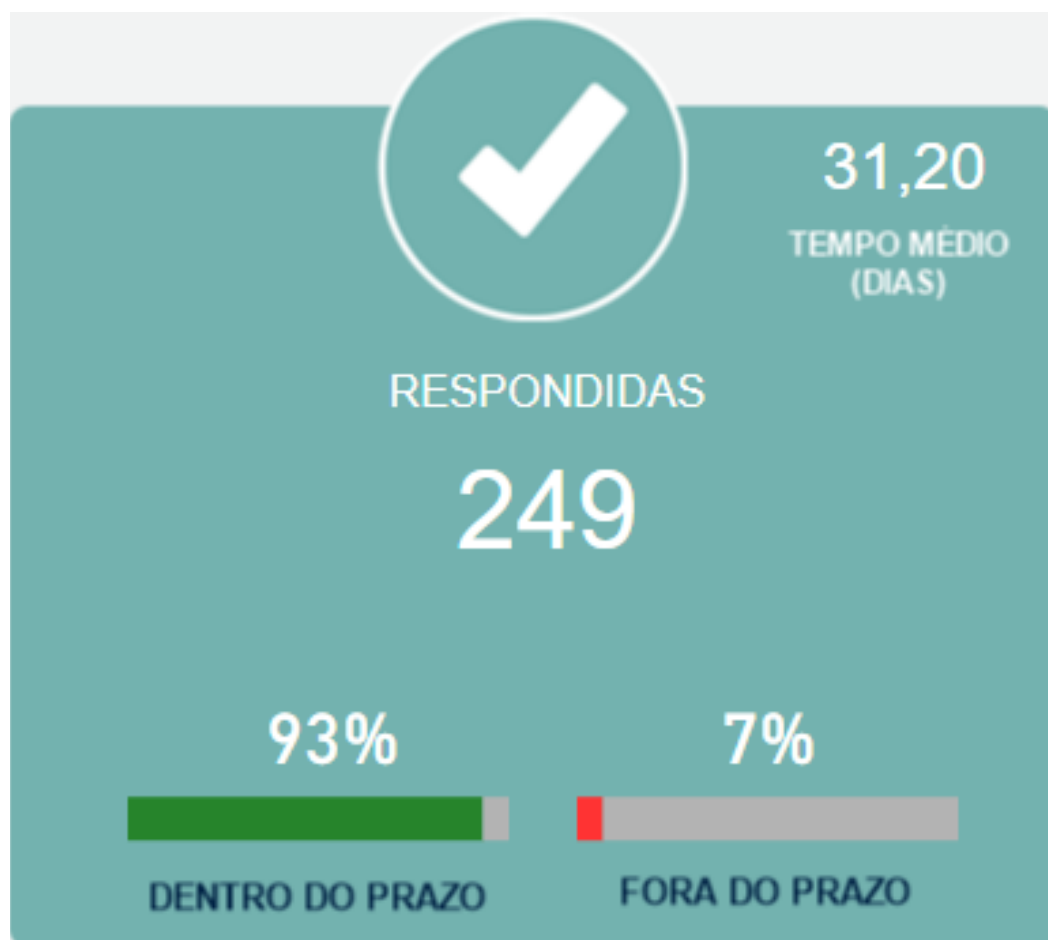 31,20
TEMPO MÉDIO
(DIAS)
RESPONDIDAS
249
93%
7%
DENTRO DO PRAZO
FORA DO PRAZO